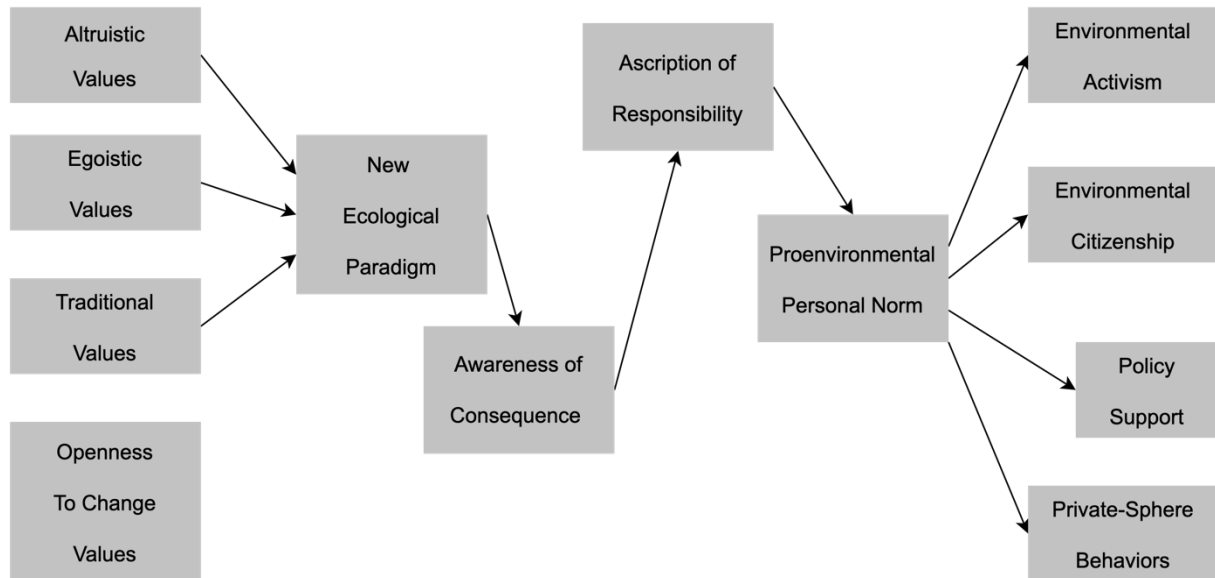 Altruistic
Values
Egoistic
Values
Traditional
Values
Openness
To Change
Values
New
Ecological
Paradigm
Awareness of
Consequence
Ascription of
Responsibility
Proenvironmental
Personal Norm
Environmental
Activism
Environmental
Citizenship
Policy
Support
Private-Sphere
Behaviors